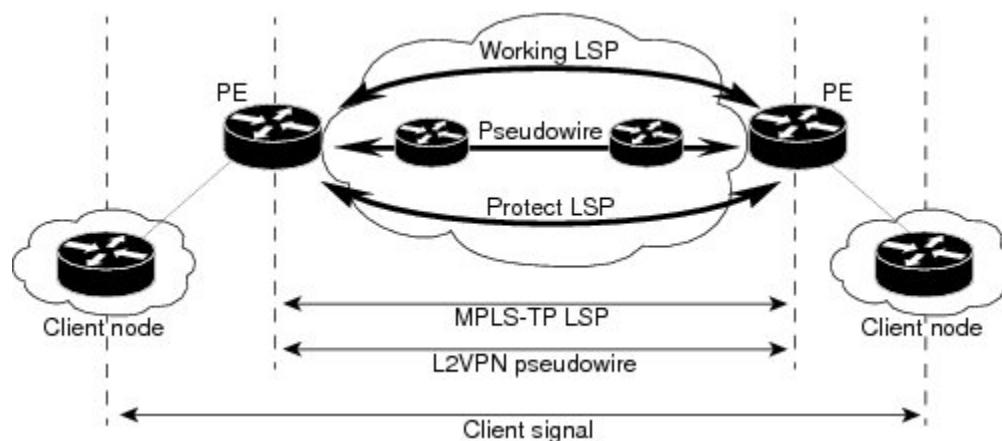 Working LSP
PE
PE
Pseudowire
Protect LSP
Client node
Client node
MPLS-TP LSP
L2VPN pseudowire
Client signal